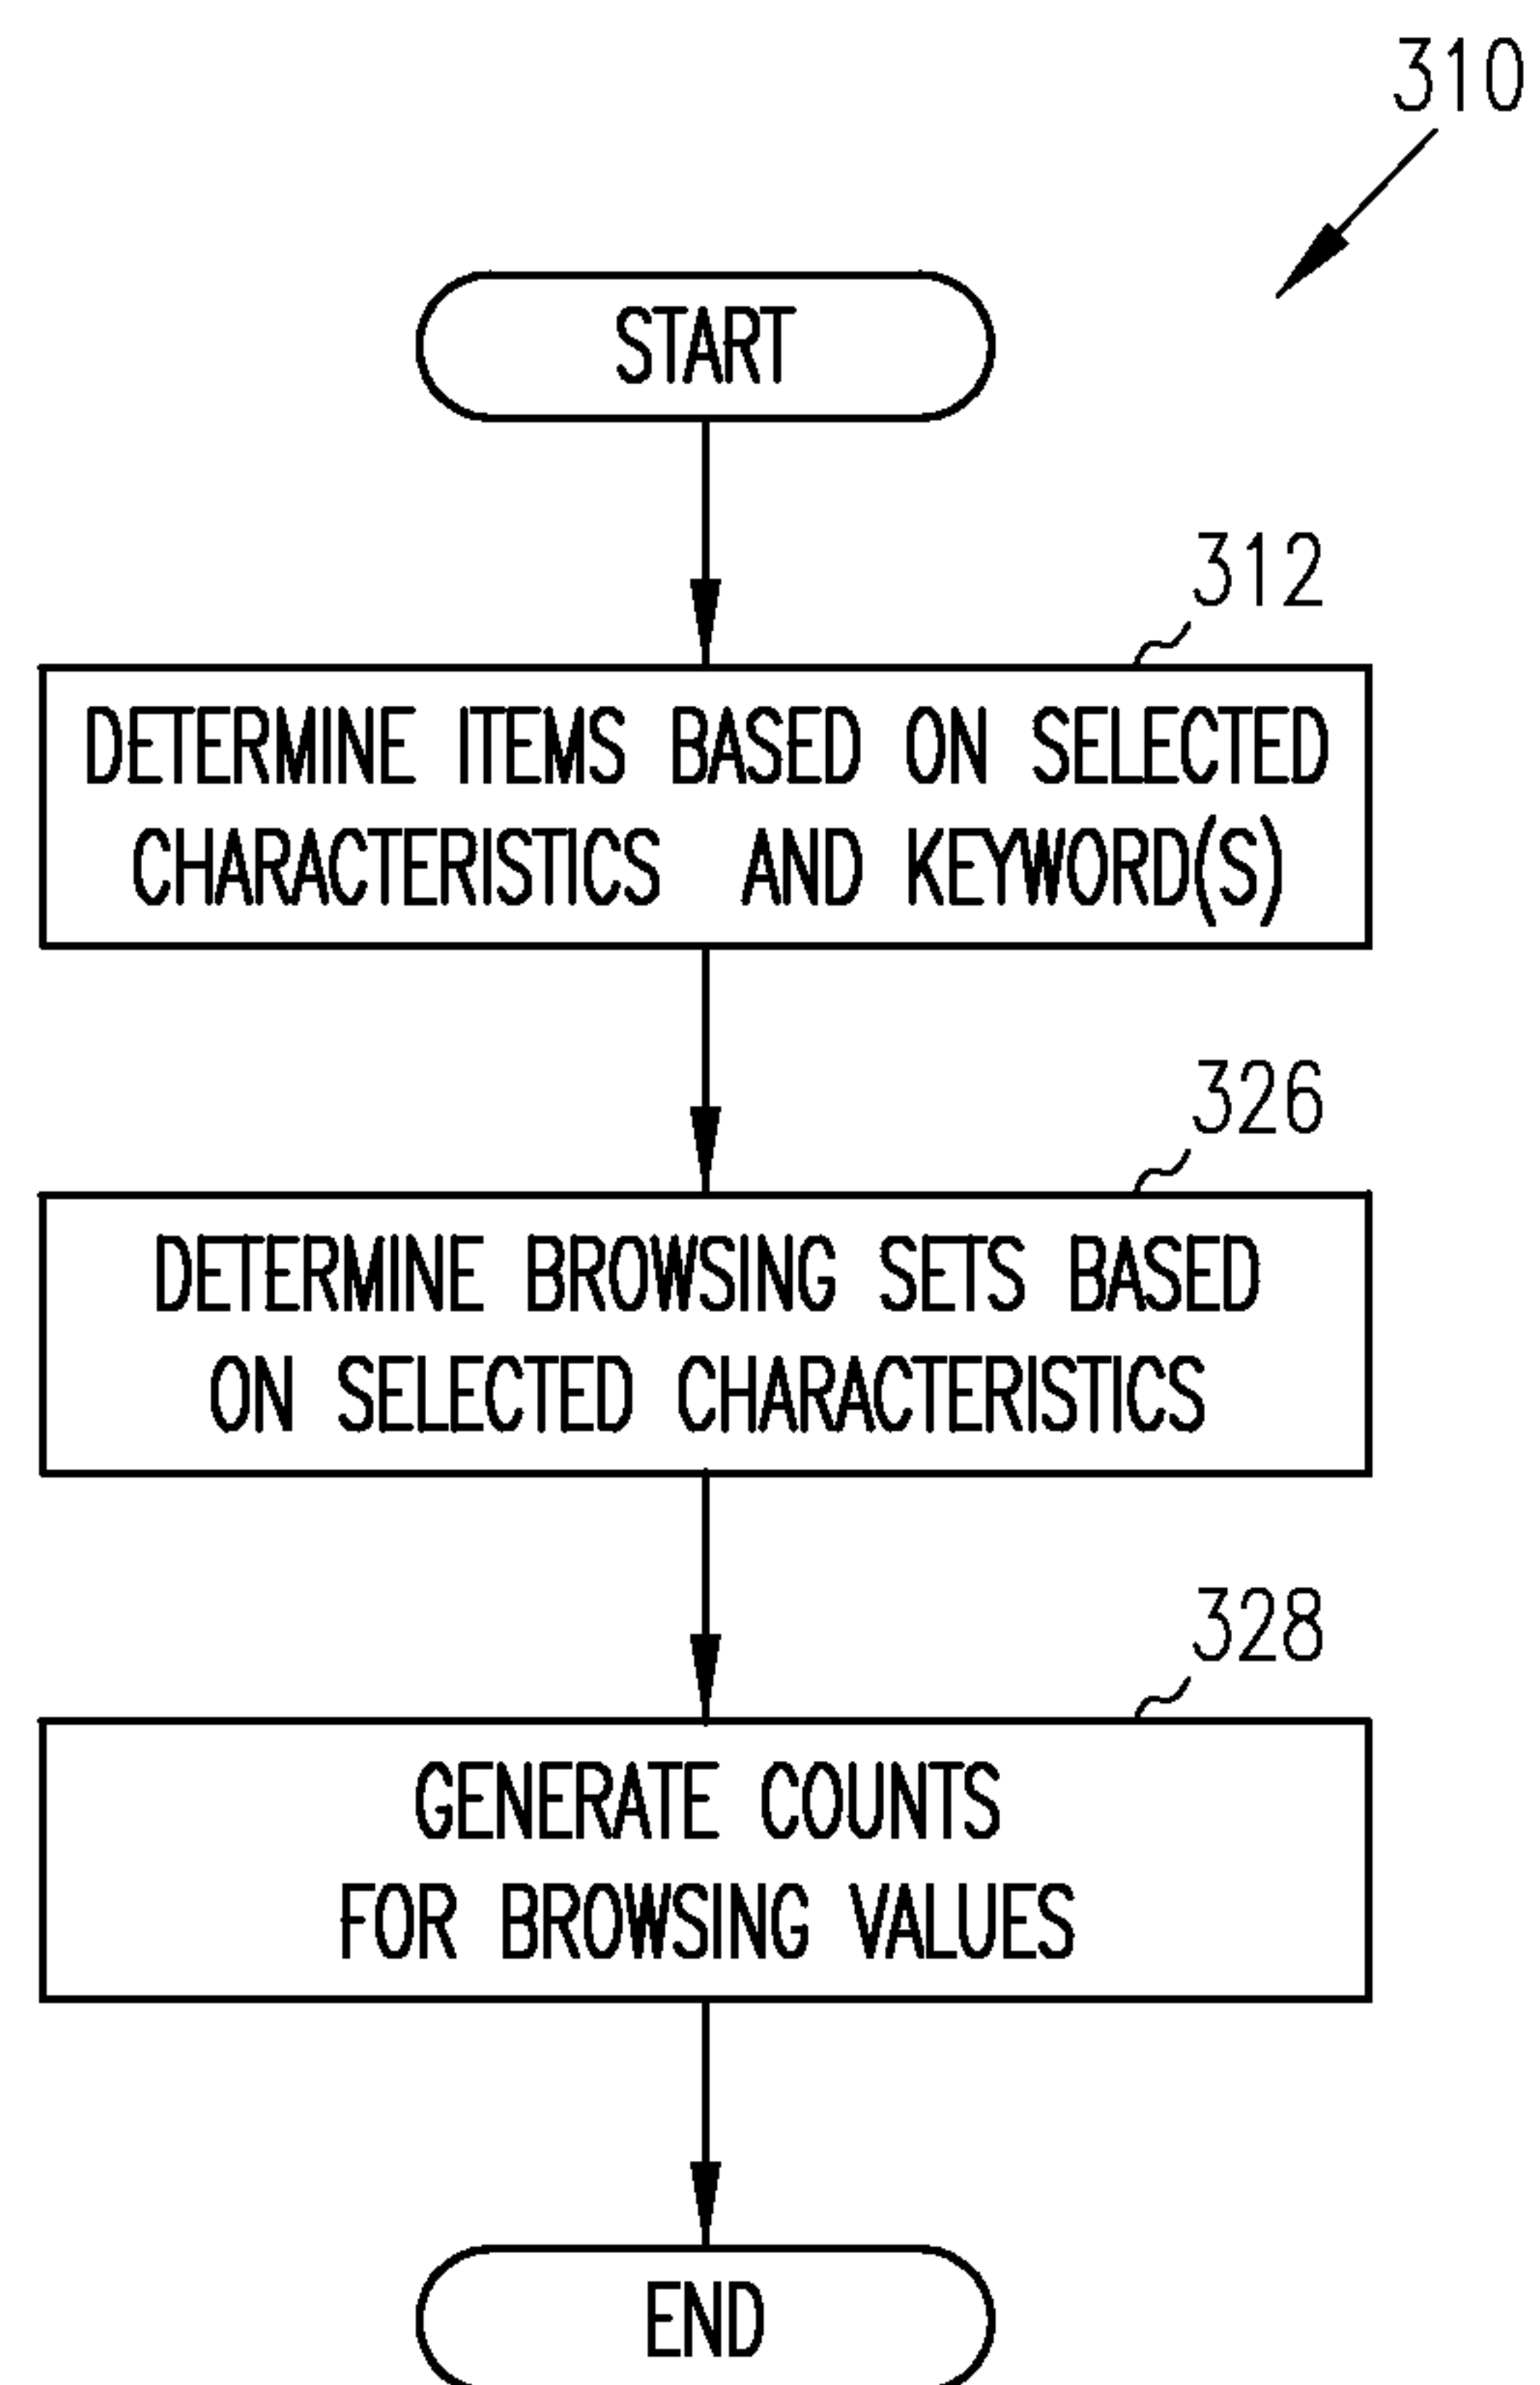 310
START
312
DETERMINE ITEMS BASED ON SELECTED
CHARACTERISTICS AND KEYWORD(S)
326
DETERMINE BROWSING SETS BASED
ON SELECTED CHARACTERISTICS
328
GENERATE COUNTS
FOR BROWSING VALUES
END